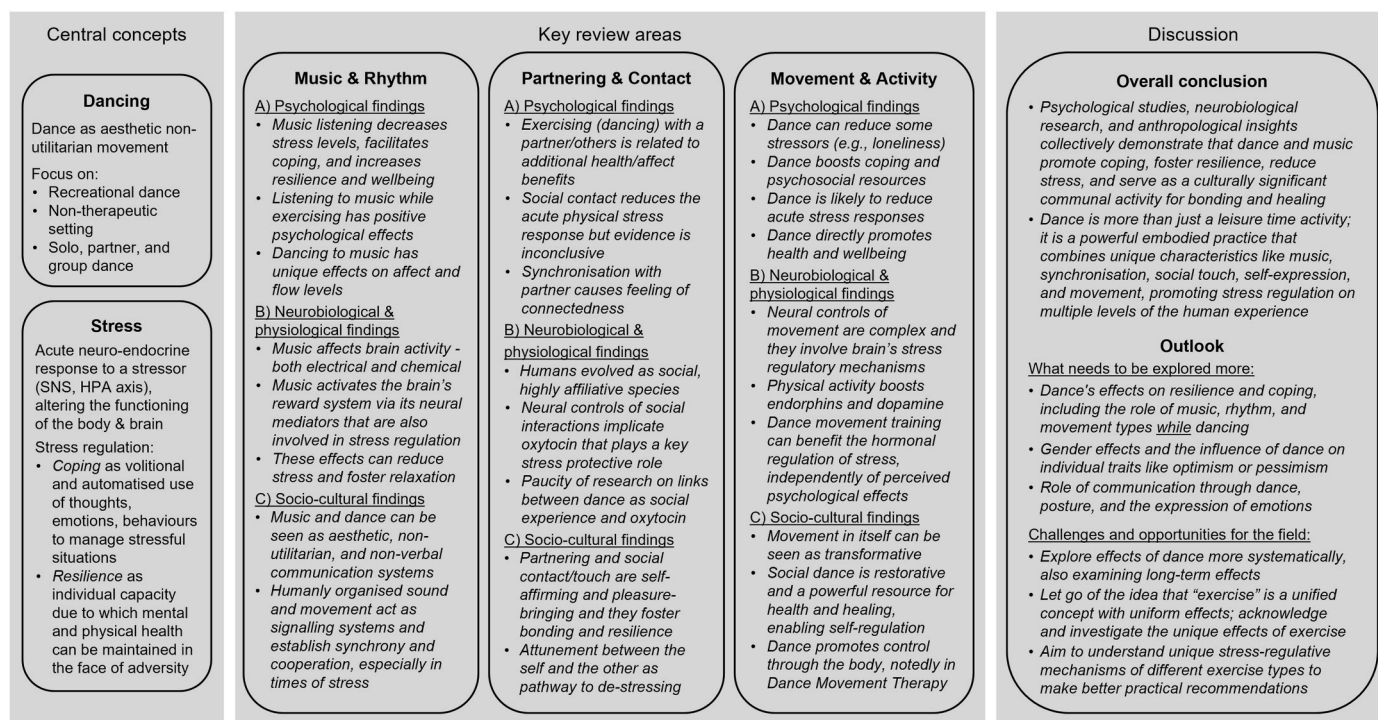 Central concepts
Dancing
Dance as aesthetic non-
utilitarian movement
Focus on:
• Recreational dance
• Non-therapeutic
setting
• Solo, partner, and
group dance
Stress
Acute neuro-endocrine
response to a stressor
(SNS, HPA axis),
altering the functioning
of the body & brain
Stress regulation:
• Coping as volitional
and automatised use
of thoughts,
emotions, behaviours
to manage stressful
situations
• Resilience as
individual capacity
due to which mental
and physical health
can be maintained in
the face of adversity
Key review areas
Music & Rhythm
A) Psychological findings
• Music listening decreases
stress levels, facilitates
coping, and increases
resilience and wellbeing
• Listening to music while
exercising has positive
psychological effects
• Dancing to music has
unique effects on affect and
flow levels
B) Neurobiological &
physiological findings
• Music affects brain activity -
both electrical and chemical
• Music activates the brain's
reward system via its neural
mediators that are also
involved in stress regulation
• These effects can reduce
stress and foster relaxation
C) Socio-cultural findings
• Music and dance can be
seen as aesthetic, non-
utilitarian, and non-verbal
communication systems
• Humanly organised sound
and movement act as
signalling systems and
establish synchrony and
cooperation, especially in
times of stress
Partnering & Contact
A) Psychological findings
• Exercising (dancing) with a
partner/others is related to
additional health/affect
benefits
• Social contact reduces the
acute physical stress
response but evidence is
inconclusive
• Synchronisation with
partner causes feeling of
connectedness
B) Neurobiological &
physiological findings
• Humans evolved as social,
highly affiliative species
• Neural controls of social
interactions implicate
oxytocin that plays a key
stress protective role
• Paucity of research on links
between dance as social
experience and oxytocin
C) Socio-cultural findings
• Partnering and social
contact/touch are self-
affirming and pleasure-
bringing and they foster
bonding and resilience
• Attunement between the
self and the other as
pathway to de-stressing
Movement & Activity
A) Psychological findings
• Dance can reduce some
stressors (e.g., loneliness)
• Dance boosts coping and
psychosocial resources
• Dance is likely to reduce
acute stress responses
• Dance directly promotes
health and wellbeing
B) Neurobiological &
physiological findings
• Neural controls of
movement are complex and
they involve brain's stress
regulatory mechanisms
• Physical activity boosts
endorphins and dopamine
• Dance movement training
can benefit the hormonal
regulation of stress,
independently of perceived
psychological effects
C) Socio-cultural findings
• Movement in itself can be
seen as transformative
• Social dance is restorative
and a powerful resource for
health and healing,
enabling self-regulation
• Dance promotes control
through the body, notedly in
Dance Movement Therapy
Discussion
Overall conclusion
• Psychological studies, neurobiological
research, and anthropological insights
collectively demonstrate that dance and music
promote coping, foster resilience, reduce
stress, and serve as a culturally significant
communal activity for bonding and healing
• Dance is more than just a leisure time activity;
it is a powerful embodied practice that
combines unique characteristics like music,
synchronisation, social touch, self-expression,
and movement, promoting stress regulation on
multiple levels of the human experience
Outlook
What needs to be explored more:
• Dance's effects on resilience and coping,
including the role of music, rhythm, and
movement types while dancing
• Gender effects and the influence of dance on
individual traits like optimism or pessimism
• Role of communication through dance,
posture, and the expression of emotions
Challenges and opportunities for the field:
• Explore effects of dance more systematically,
also examining long-term effects
• Let go of the idea that "exercise" is a unified
concept with uniform effects; acknowledge
and investigate the unique effects of exercise
• Aim to understand unique stress-regulative
mechanisms of different exercise types to
make better practical recommendations